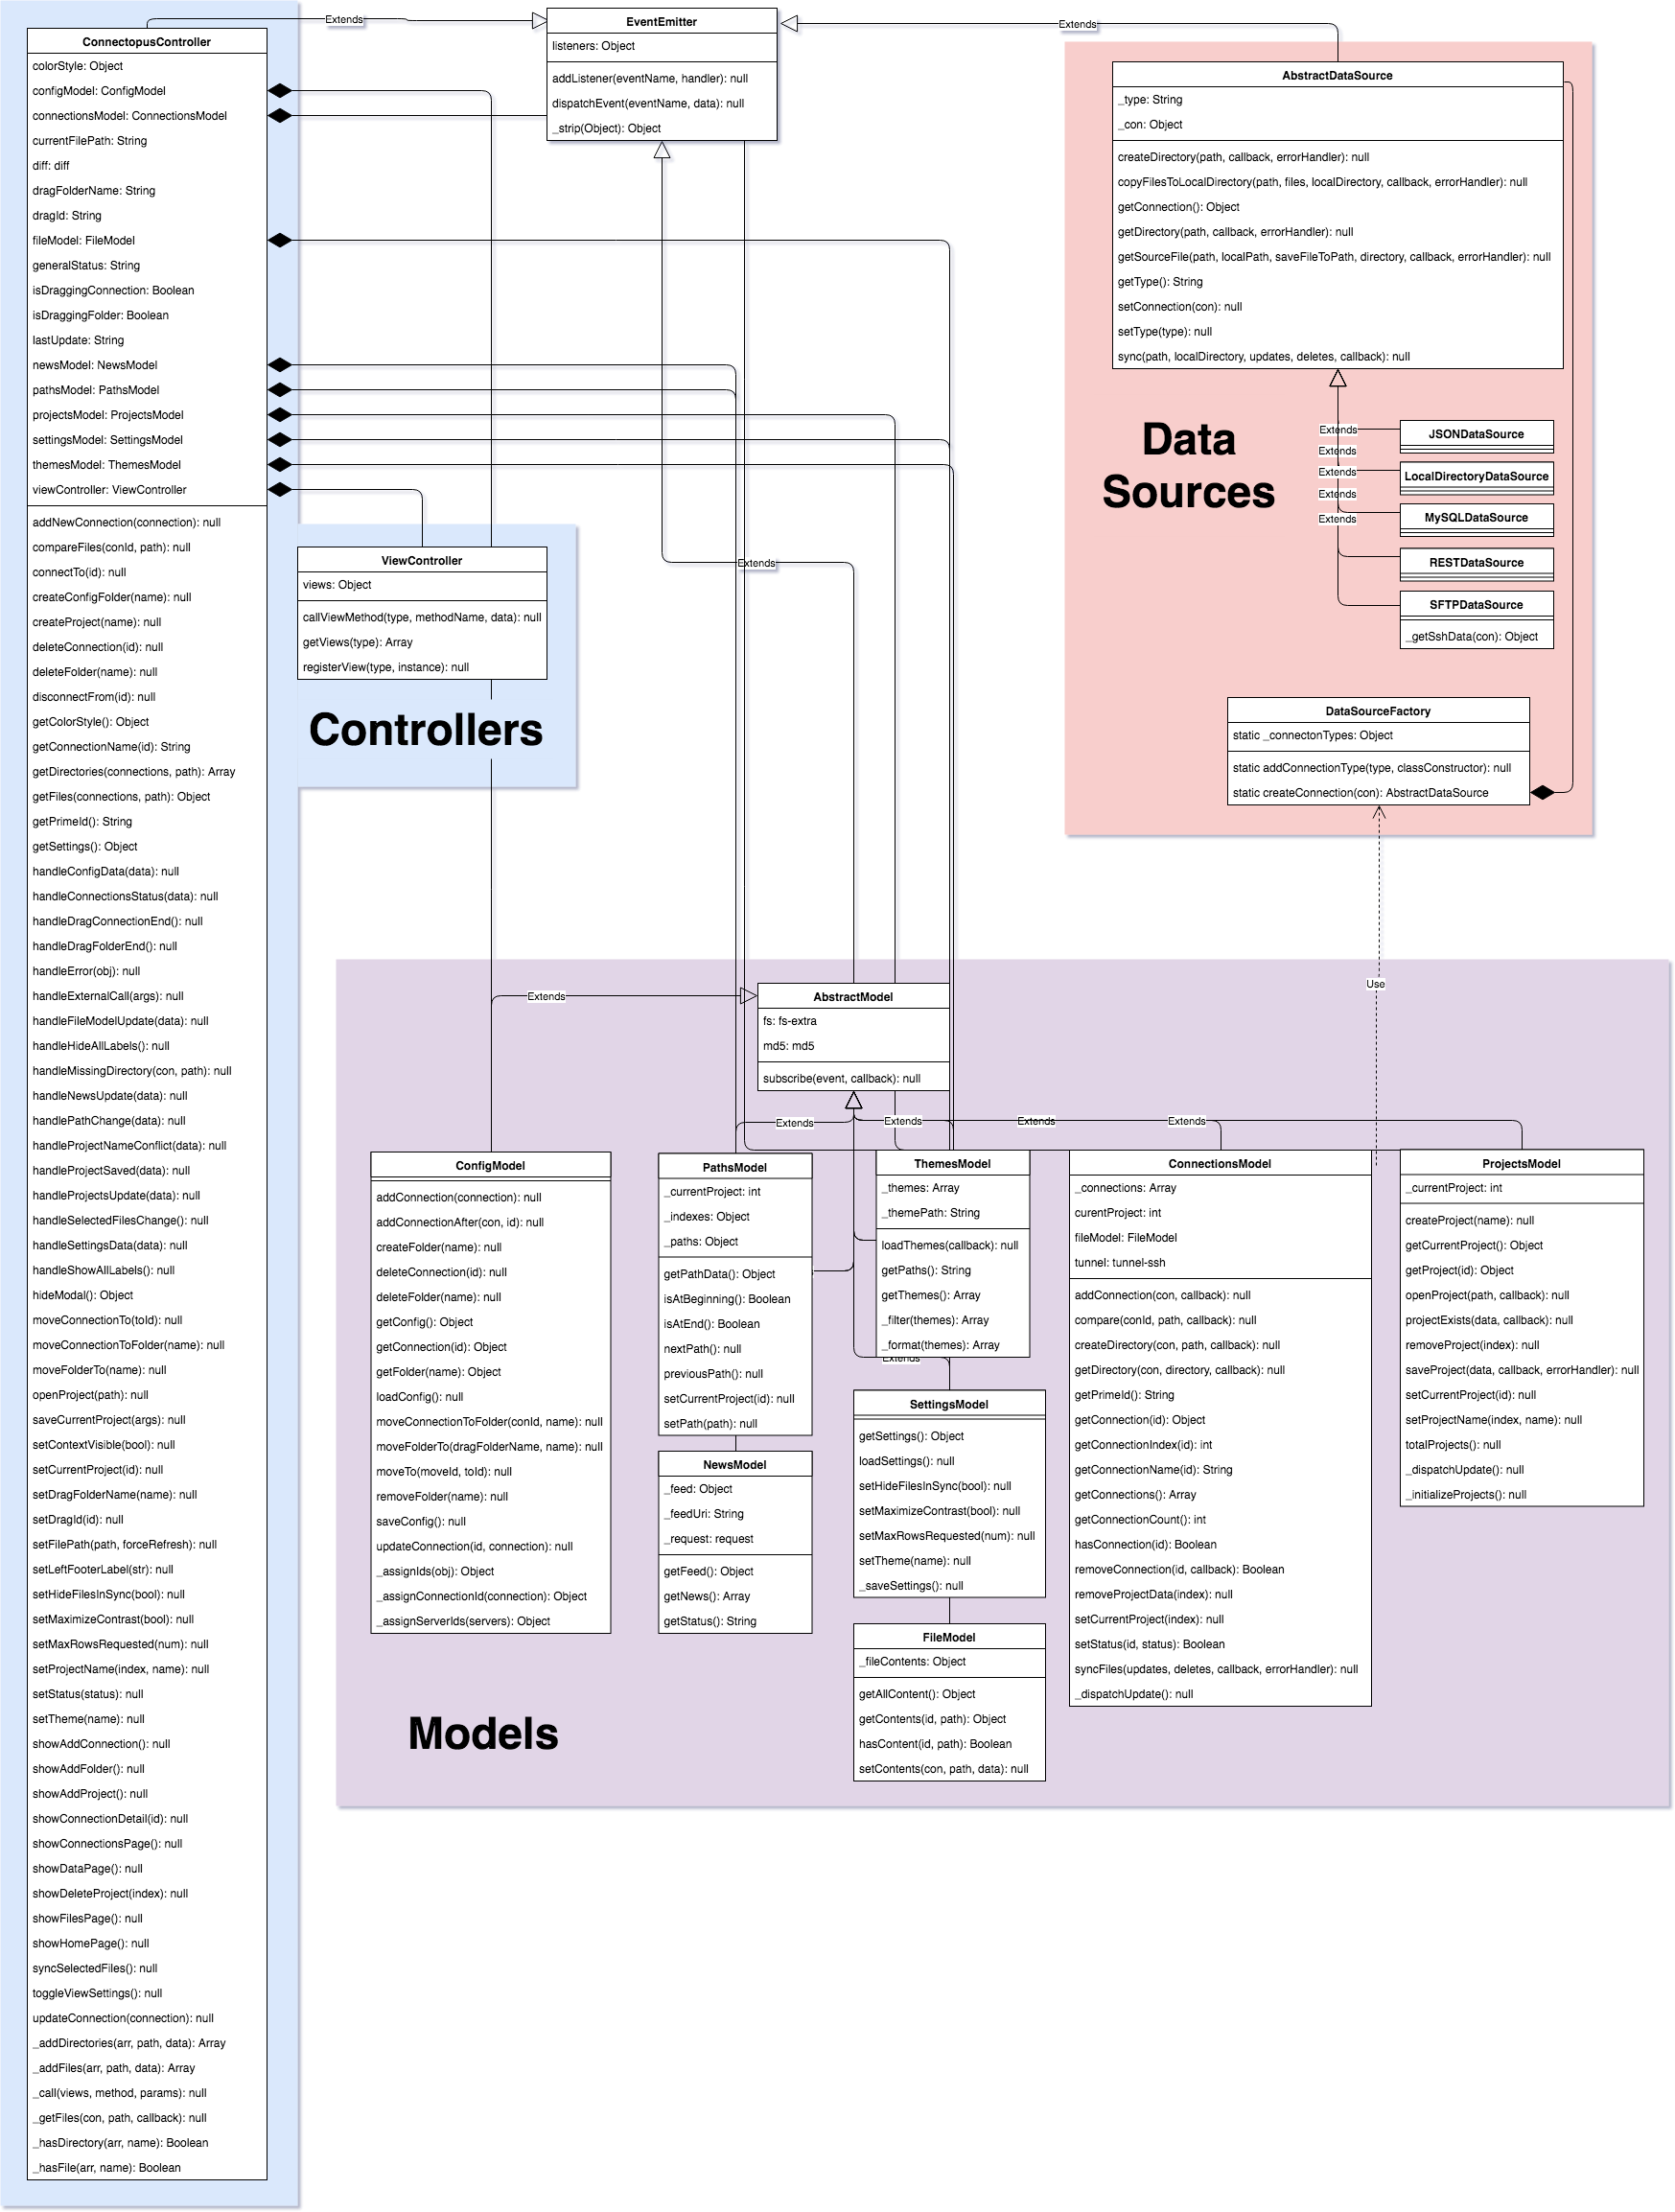 ConnectopusController
colorStyle: Object
configModel: ConfigModel
connectionsModel: ConnectionsModel
currentFilePath: String
diff: diff
dragFolderName: String
dragId: String
fileModel: FileModel
generalStatus: String
isDraggingConnection: Boolean
isDraggingFolder: Boolean
lastUpdate: String
newsModel: NewsModel
pathsModel: PathsModel
projectsModel: ProjectsModel
settingsModel: SettingsModel
themesModel: ThemesModel
viewController: ViewController
addNewConnection(connection): null
compareFiles(conId, path): null
connectTo(id): null
createConfigFolder(name): null
createProject(name): null
deleteConnection(id): null
deleteFolder(name): null
disconnectFrom(id): null
getColorStyle(): Object
getConnectionName(id): String
getDirectories(connections, path): Array
getFiles(connections, path): Object
getPrimeId(): String
getSettings(): Object
handleConfigData(data): null
handleConnectionsStatus(data): null
handleDragConnectionEnd(): null
handleDragFolderEnd(): null
handleError(obj): null
handleExternalCall(args): null
handleFileModelUpdate(data): null
handleHideAllLabels(): null
handleMissingDirectory(con, path): null
handleNewsUpdate(data): null
handlePathChange(data): null
handleProjectNameConflict(data): null
handleProjectSaved(data): null
handleProjectsUpdate(data): null
handleSelectedFilesChange(): null
handleSettingsData(data): null
handleShowAllLabels(): null
hideModal(): Object
moveConnectionTo(toId): null
moveConnectionToFolder(name): null
moveFolderTo(name): null
openProject(path): null
saveCurrentProject(args): null
setContextVisible(bool): null
setCurrentProject(id): null
setDragFolderName(name): null
setDragId(id): null
setFilePath(path, forceRefresh): null
setLeftFooterLabel(str): null
setHideFilesInSync(bool): null
setMaximizeContrast(bool): null
setMaxRowsRequested(num): null
setProjectName(index, name): null
setStatus(status): null
setTheme(name): null
showAddConnection(): null
showAddFolder(): null
showAddProject(): null
showConnectionDetail(id): null
showConnectionsPage(): null
showDataPage(): null
showDeleteProject(index): null
showFilesPage(): null
showHomePage(): null
syncSelectedFiles(): null
toggleViewSettings(): null
updateConnection(connection): null
_addDirectories(arr, path, data): Array
_addFiles(arr, path, data): Array
_call(views, method, params): null
_getFiles(con, path, callback): null
_hasDirectory(arr, name): Boolean
_hasFile(arr, name): Boolean
Extends
EventEmitter
listeners: Object
addListener(eventName, handler): null
dispatchEvent(eventName, data): null
_strip(Object): Object
Extends
Extends
ViewController
views: Object
callViewMethod(type, methodName, data): null
getViews(type): Array
registerView(type, instance): null
Controllers
AbstractDataSource
_type: String
_con: Object
createDirectory(path, callback, errorHandler): null
copyFilesToLocalDirectory(path, files, localDirectory, callback, errorHandler): null
getConnection(): Object
getDirectory(path, callback, errorHandler): null
getSourceFile(path, localPath, saveFileToPath, directory, callback, errorHandler): null
getType(): String
setConnection(con): null
setType(type): null
sync(path, localDirectory, updates, deletes, callback): null
Data
Sources
Extends
Extends
Extends
Extends
Extends
JSONDataSource
LocalDirectoryDataSource
MySQLDataSource
RESTDataSource
SFTPDataSource
_getSshData(con): Object
DataSourceFactory
static _connectonTypes: Object
static addConnectionType(type, classConstructor): null
static createConnection(con): AbstractDataSource
Use
Extends
AbstractModel
fs: fs-extra
md5: md5
subscribe(event, callback): null
Extends
Extends
Extends
Extends
ConfigModel
addConnection(connection): null
addConnectionAfter(con, id): null
createFolder(name): null
deleteConnection(id): null
deleteFolder(name): null
getConfig(): Object
getConnection(id): Object
getFolder(name): Object
loadConfig(): null
moveConnectionToFolder(conId, name): null
moveFolderTo(dragFolderName, name): null
moveTo(moveId, toId): null
removeFolder(name): null
saveConfig(): null
updateConnection(id, connection): null
_assignIds(obj): Object
_assignConnectionId(connection): Object
_assignServerIds(servers): Object
PathsModel
_currentProject: int
_indexes: Object
_paths: Object
getPathData(): Object
isAtBeginning(): Boolean
isAtEnd(): Boolean
nextPath(): null
previousPath(): null
setCurrentProject(id): null
setPath(path): null
NewsModel
_feed: Object
_feedUri: String
_request: request
getFeed(): Object
getNews(): Array
getStatus(): String
ThemesModel
_themes: Array
_themePath: String
loadThemes(callback): null
getPaths(): String
getThemes(): Array
_filter(themes): Array
_format(themes): Array
Extends
SettingsModel
getSettings(): Object
loadSettings(): null
setHideFilesInSync(bool): null
setMaximizeContrast(bool): null
setMaxRowsRequested(num): null
setTheme(name): null
_saveSettings(): null
FileModel
_fileContents: Object
getAllContent(): Object
getContents(id, path): Object
hasContent(id, path): Boolean
setContents(con, path, data): null
ConnectionsModel
_connections: Array
curentProject: int
fileModel: FileModel
tunnel: tunnel-ssh
addConnection(con, callback): null
compare(conId, path, callback): null
createDirectory(con, path, callback): null
getDirectory(con, directory, callback): null
getPrimeId(): String
getConnection(id): Object
getConnectionIndex(id): int
getConnectionName(id): String
getConnections(): Array
getConnectionCount(): int
hasConnection(id): Boolean
removeConnection(id, callback): Boolean
removeProjectData(index): null
setCurrentProject(index): null
setStatus(id, status): Boolean
syncFiles(updates, deletes, callback, errorHandler): null
_dispatchUpdate(): null
ProjectsModel
_currentProject: int
createProject(name): null
getCurrentProject(): Object
getProject(id): Object
openProject(path, callback): null
projectExists(data, callback): null
removeProject(index): null
saveProject(data, callback, errorHandler): null
setCurrentProject(id): null
setProjectName(index, name): null
totalProjects(): null
_dispatchUpdate(): null
_initializeProjects(): null
Models